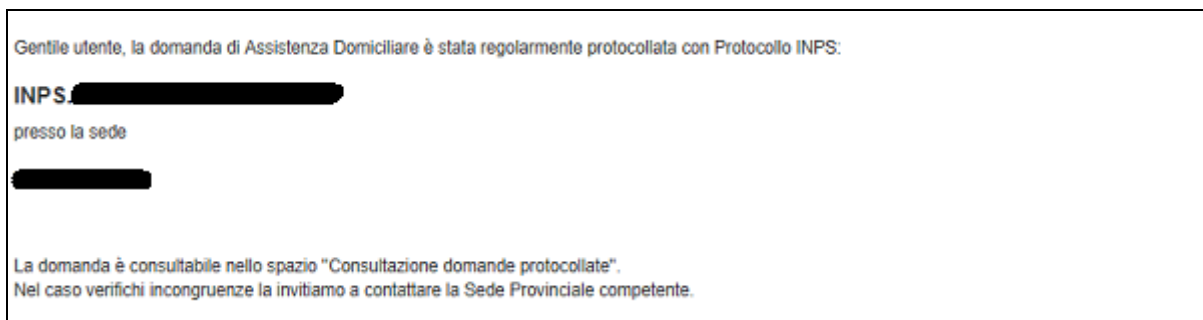 Gentile utente, la domanda di Assistenza Domiciliare è stata regolarmente protocollata con Protocollo INPS:
INPS.
presso la sede
La domanda è consultabile nello spazio "Consultazione domande protocollate".
Nel caso verifichi incongruenze la invitiamo a contattare la Sede Provinciale competente.